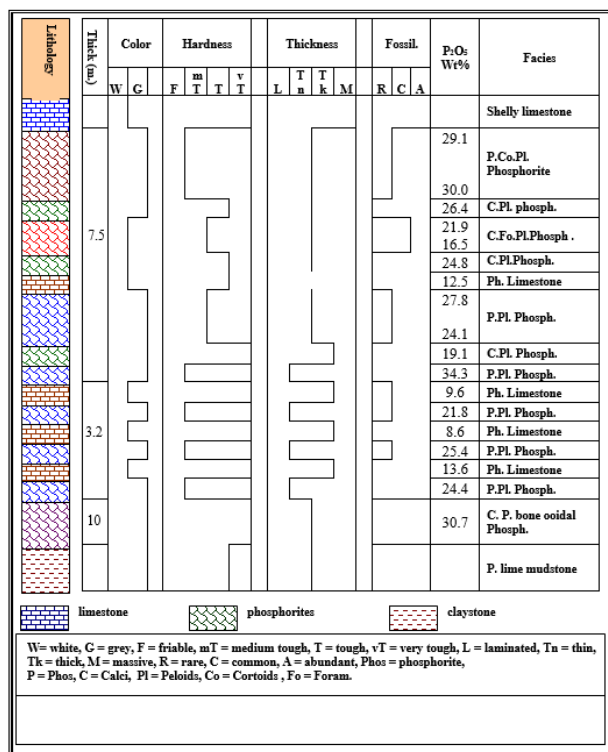 Lithology
Thick (m.)
Color
Hardness
Thickness
Fossil.
P₂O₅
Wt%
Facies
W G
F mT T vT
L Tn Tk M
R C A
Shelly limestone
29.1
P.Co.Pl.
Phosphorite
30.0
26.4 C.Pl. phosph.
7.5
21.9
16.5
C.Fo.Pl.Phosph .
24.8 C.Pl.Phosph.
12.5 Ph. Limestone
27.8
P.Pl. Phosph.
24.1
19.1 C.Pl. Phosph.
34.3 P.Pl. Phosph.
9.6 Ph. Limestone
21.8 P.Pl. Phosph.
3.2
8.6 Ph. Limestone
25.4 P.Pl. Phosph.
13.6 Ph. Limestone
24.4 P.Pl. Phosph.
10
30.7
C. P. bone ooidal
Phosph.
P. lime mudstone
limestone phosphorites claystone
W= white, G = grey, F = friable, mT = medium tough, T = tough, vT = very tough, L = laminated, Tn = thin,
Tk = thick, M = massive, R = rare, C = common, A = abundant, Phos = phosphorite,
P = Phos, C = Calci, Pl = Peloids, Co = Cortoids , Fo = Foram.